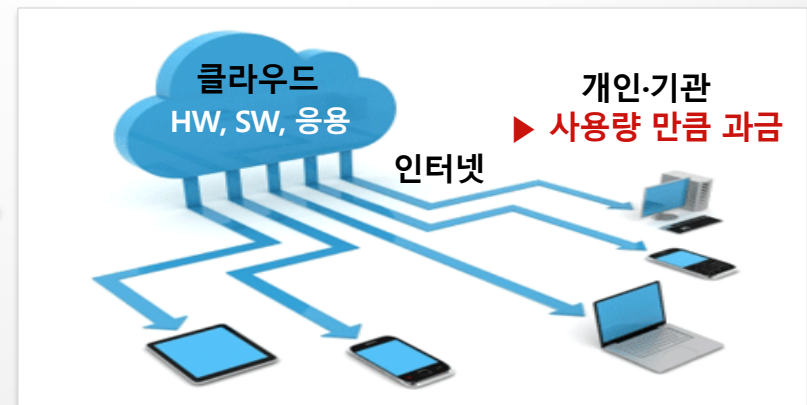 클라우드
HW, SW, 응용
개인·기관
▶ 사용량 만큼 과금
인터넷